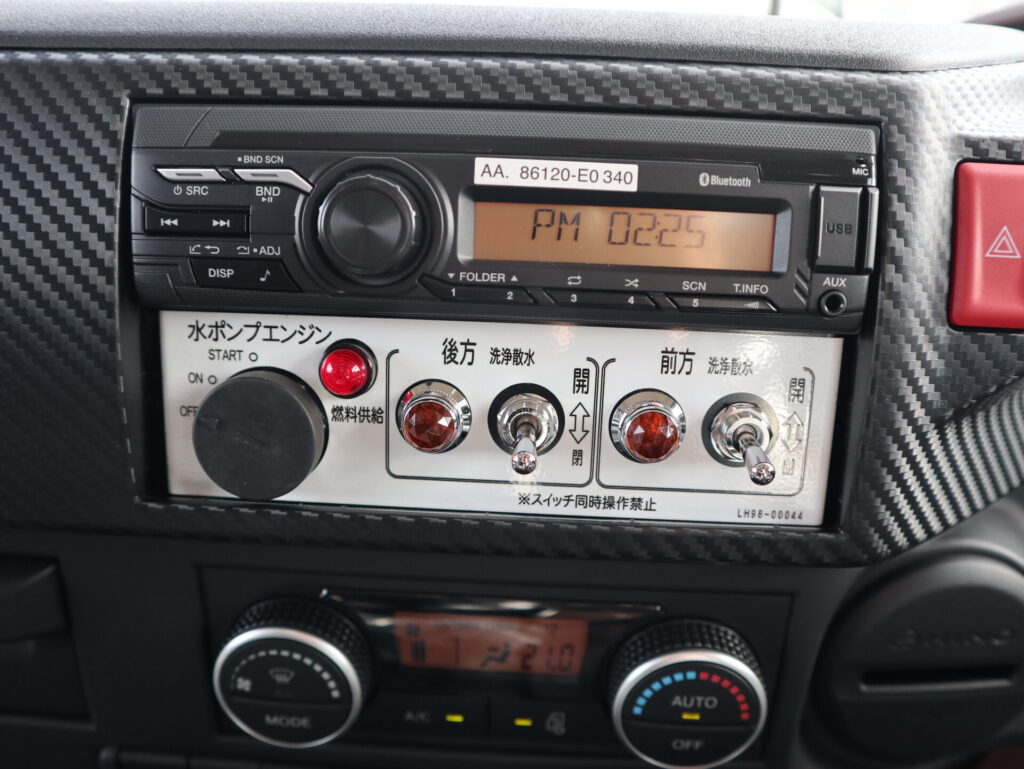 BND SCN
AA. 86120-E0 340
Bluetooth
MIC
SRC
BND
PM 02:25
USB
ADJ
DISP
FOLDER
SCN
T.INFO
AUX
1 2 3 4 5
水ポンプエンジン
START
ON
OFF
燃料供給
後方 洗浄散水
開
閉
前方 洗浄散水
開
閉
※スイッチ同時操作禁止
LH98-00044
21.0
MODE
A/C
AUTO
OFF
HINO